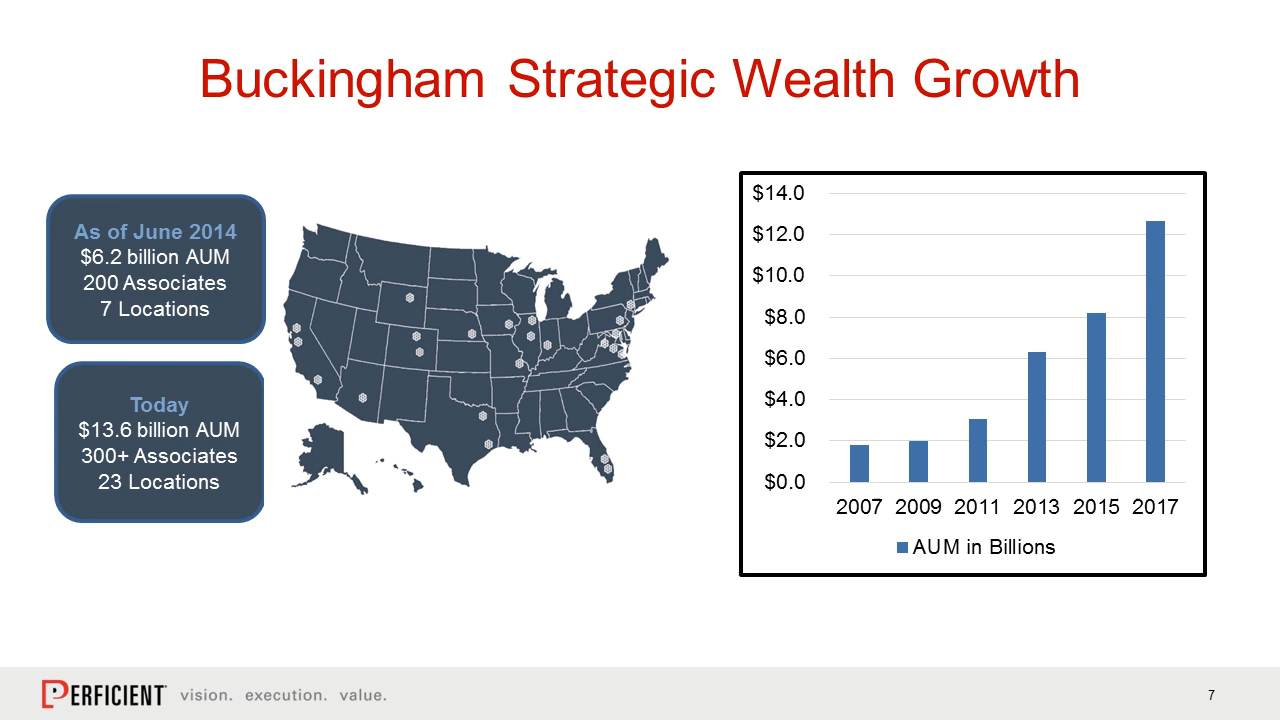 Buckingham Strategic Wealth Growth
As of June 2014
$6.2 billion AUM
200 Associates
7 Locations
Today
$13.6 billion AUM
300+ Associates
23 Locations
$14.0
$12.0
$10.0
$8.0
$6.0
$4.0
$2.0
$0.0
2007 2009 2011 2013 2015 2017
AUM in Billions
PERFICIENT vision. execution. value.
7